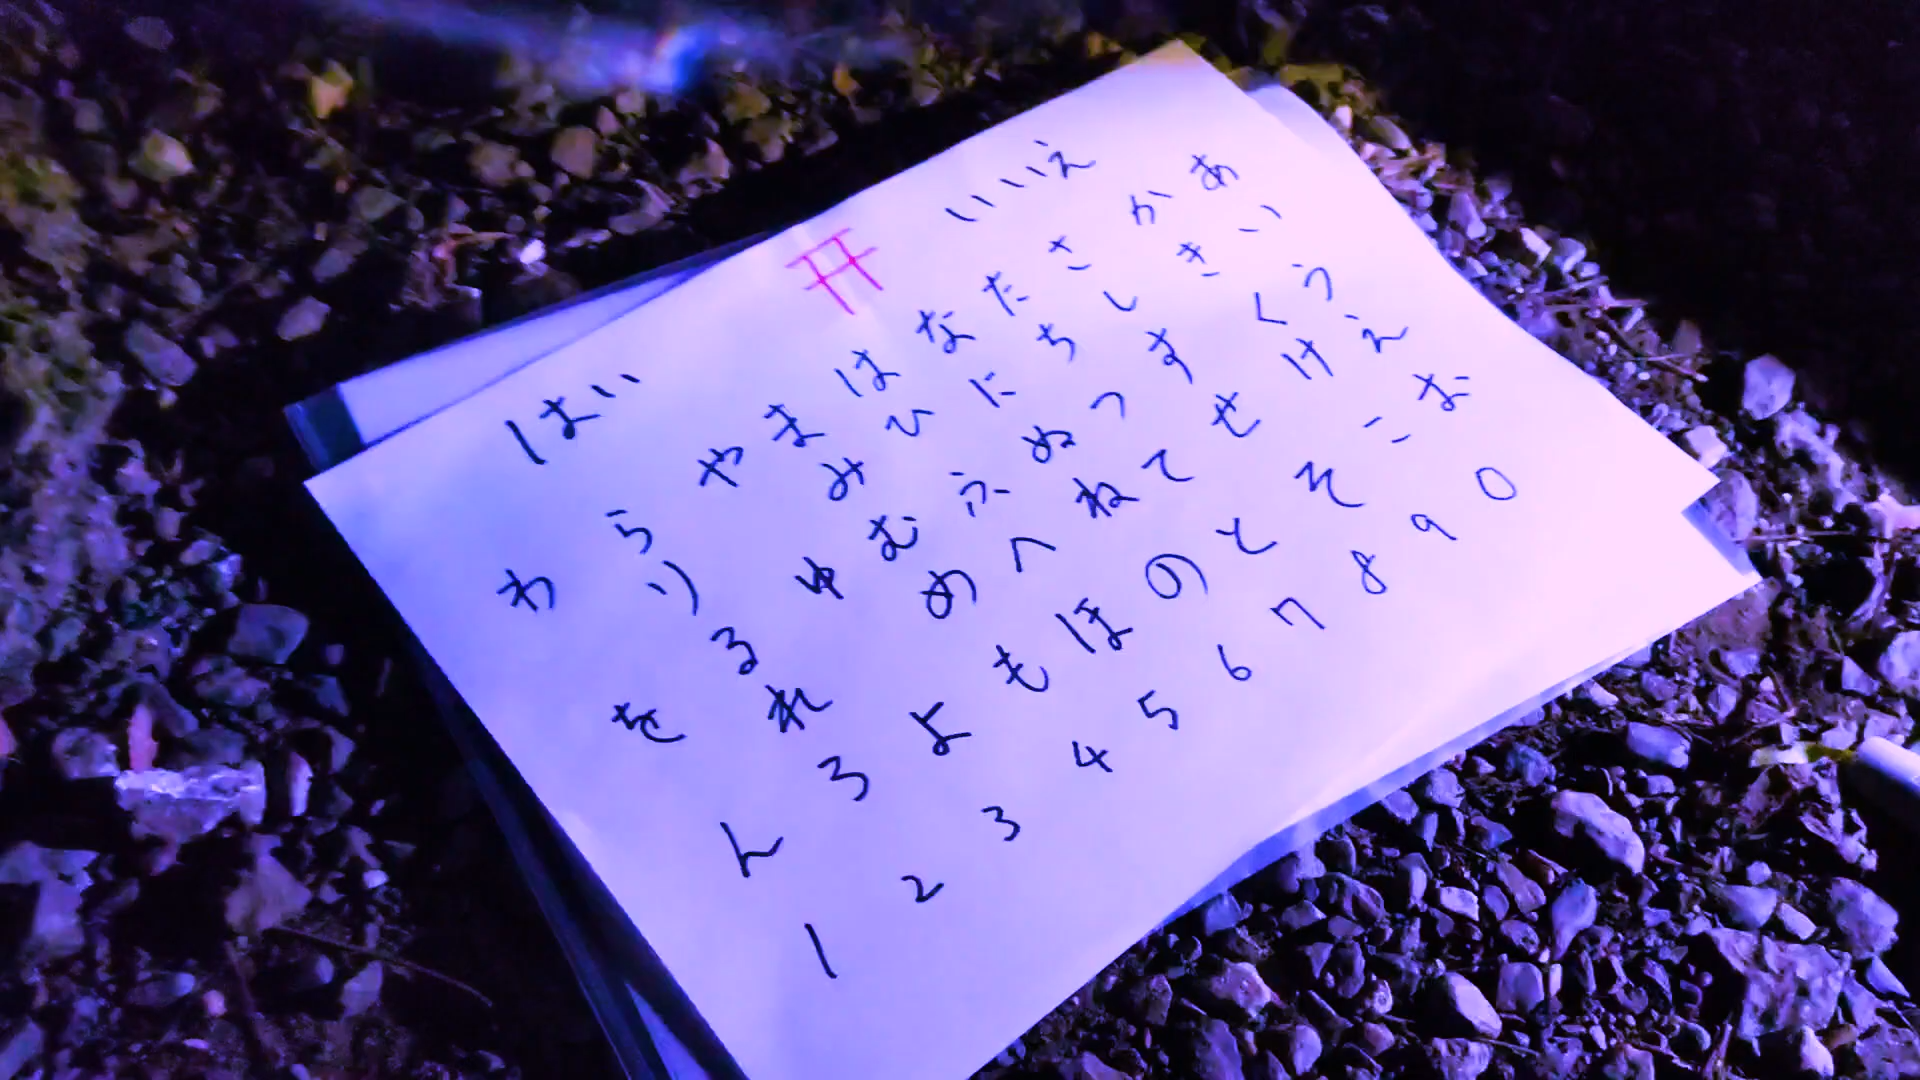 はい いいえ
あいうえお
かきくけこ
さしすせそ
たちつてと
なにぬねの
はひふへほ
まみむめも
やゆよ
らりるれろ
わをん
1 2 3 4 5 6 7 8 9 0